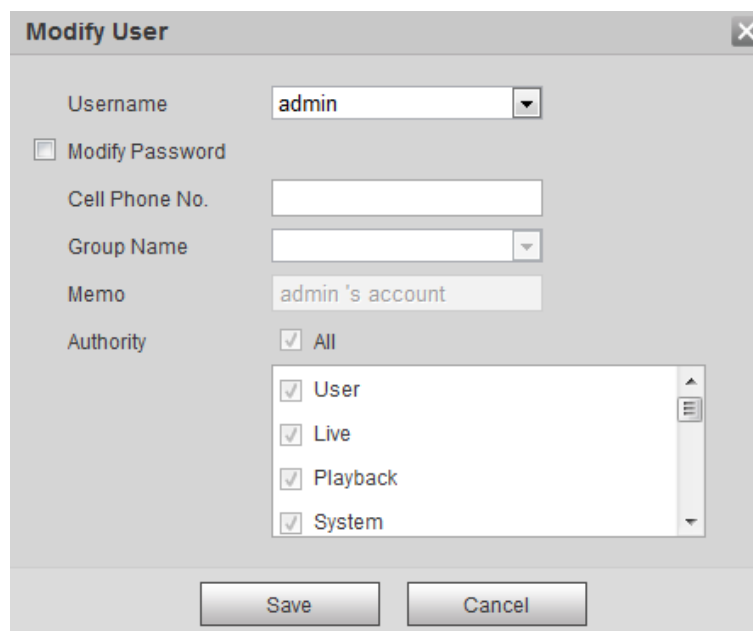 Modify User
Username admin
Modify Password
Cell Phone No.
Group Name
Memo admin 's account
Authority All
User
Live
Playback
System
Save Cancel